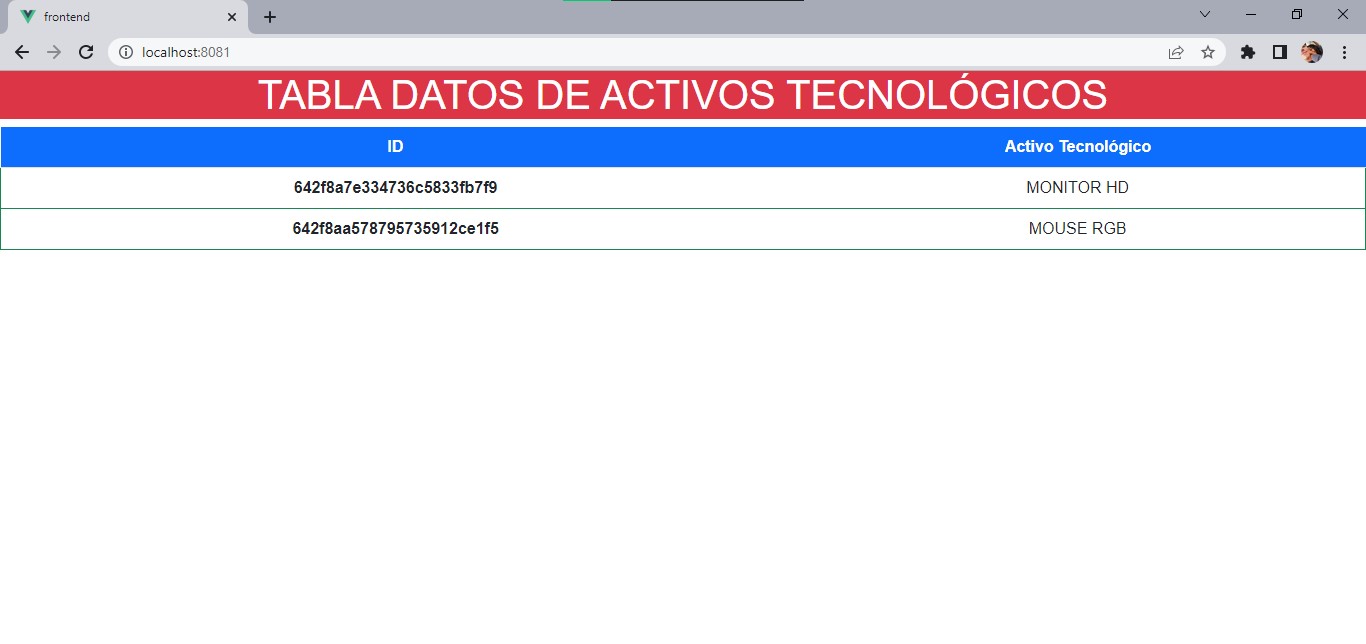 frontend
localhost:8081
TABLA DATOS DE ACTIVOS TECNOLÓGICOS
ID Activo Tecnológico
642f8a7e334736c5833fb7f9 MONITOR HD
642f8aa578795735912ce1f5 MOUSE RGB